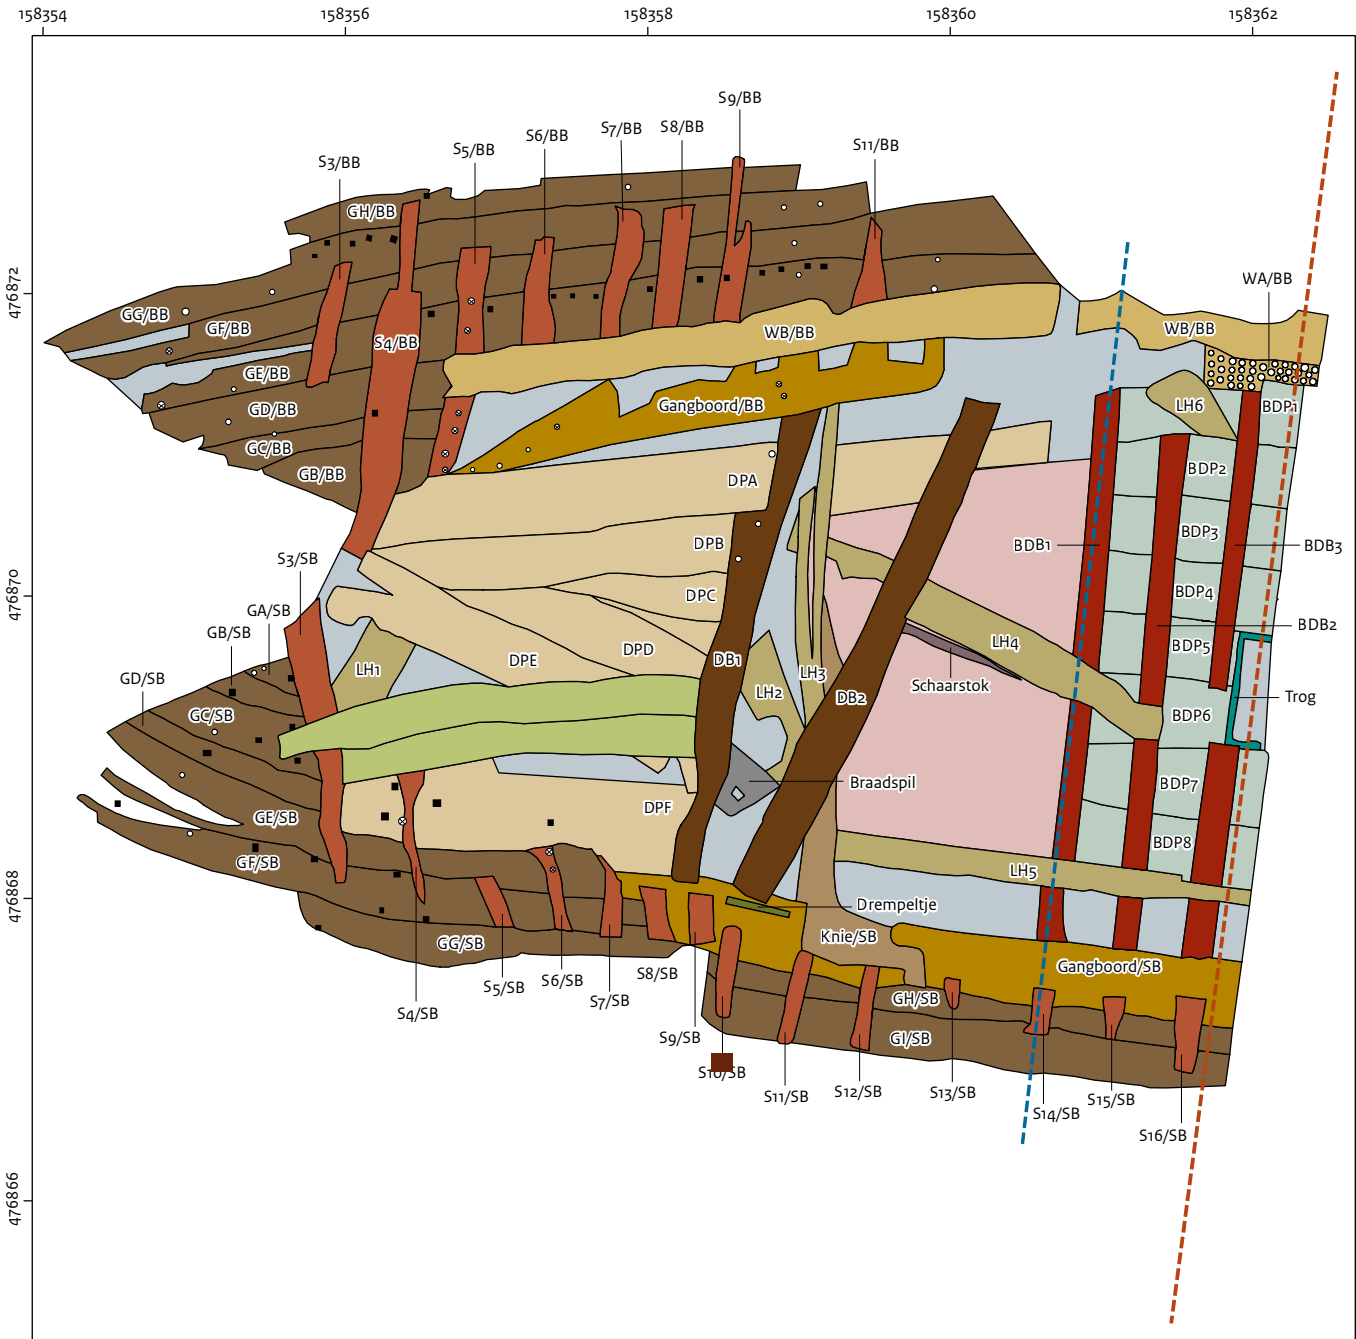 158354
158356
158358
158360
158362
S9/BB
S7/BB
S8/BB
S6/BB
S5/BB
S11/BB
S3/BB
GH/BB
476872
WA/BB
GG/BB
GF/BB
S4/BB
WB/BB
WB/BB
GE/BB
GD/BB
Gangboord/BB
LH6
BDP1
GC/BB
GB/BB
DPA
BDP2
DPB
BDP3
BDB1
BDB3
S3/SB
476870
DPC
BDP4
GA/SB
GB/SB
BDB2
LH4
BDP5
DPD
DPE
DB1
LH1
LH3
GD/SB
Schaarstok
LH2
DB2
Trog
GC/SB
BDP6
Braadspil
BDP7
DPF
GE/SB
BDP8
GF/SB
LH5
476868
Drempeltje
Knie/SB
GG/SB
Gangboord/SB
S8/SB
S6/SB
S5/SB
S7/SB
GH/SB
S4/SB
S9/SB
GI/SB
S10/SB
S11/SB
S12/SB
S13/SB
S15/SB
S14/SB
S16/SB
476866